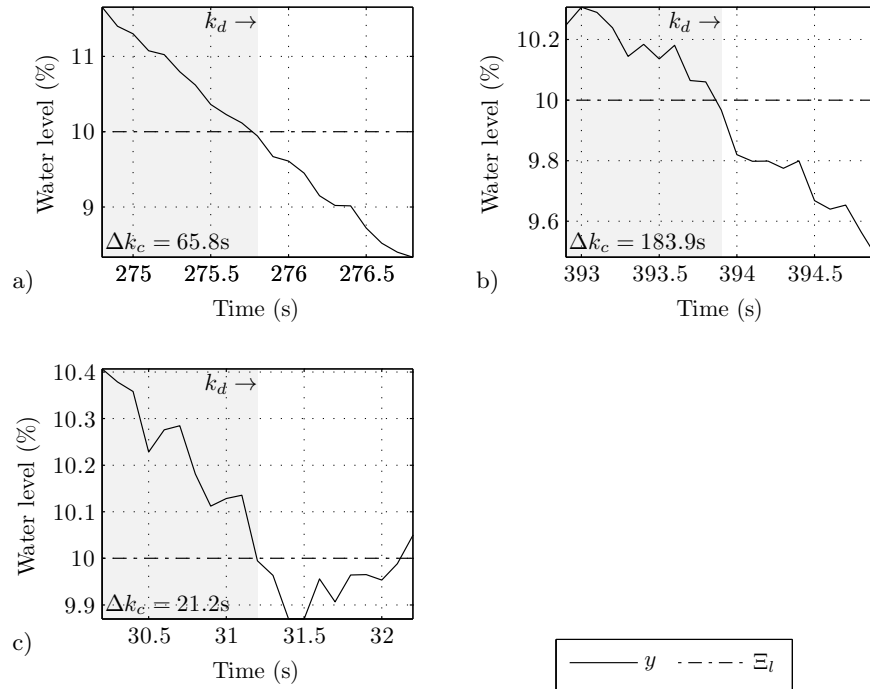 k_d →
11
10
9
Water level (%)
Δk_c = 65.8s
275
275.5
276
276.5
a)
Time (s)
k_d →
10.2
10
9.8
9.6
Water level (%)
Δk_c = 183.9s
393
393.5
394
394.5
b)
Time (s)
k_d →
10.4
10.3
10.2
10.1
10
9.9
Water level (%)
Δk_c = 21.2s
30.5
31
31.5
32
c)
Time (s)
y
Ξ_l